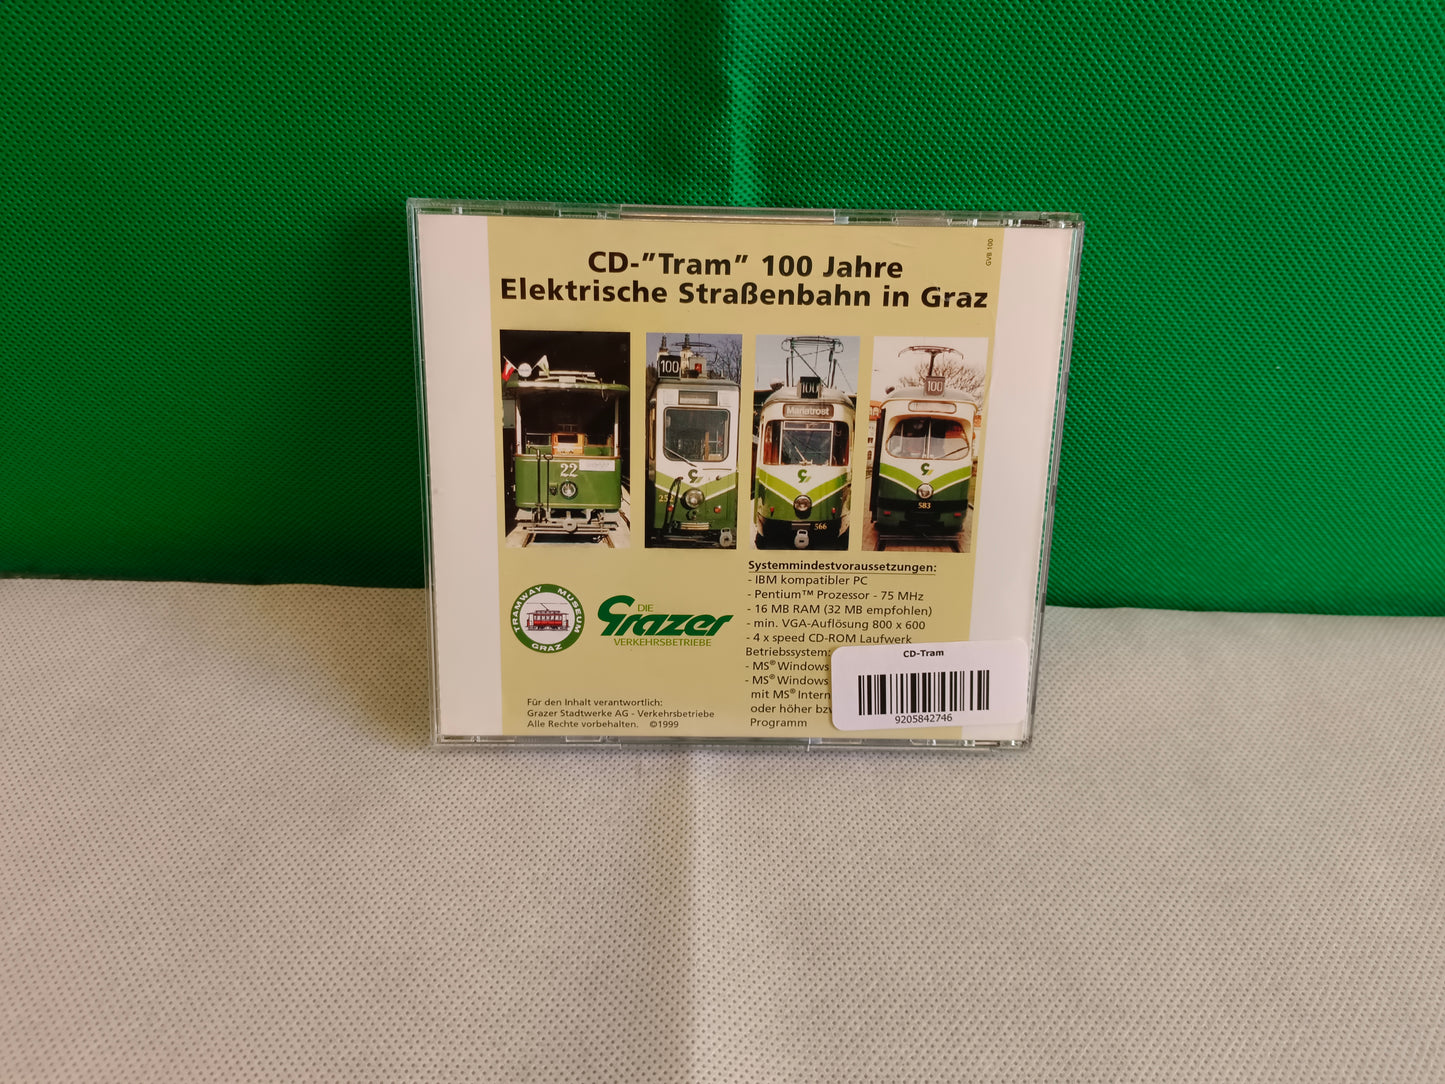 GVB 100
CD-"Tram" 100 Jahre
Elektrische Straßenbahn in Graz
22
100
252
100
Mariatrost
566
100
583
TRAMWAY MUSEUM
GRAZ
DIE
Grazer
VERKEHRSBETRIEBE
Systemmindestvoraussetzungen:
- IBM kompatibler PC
- Pentium™ Prozessor - 75 MHz
- 16 MB RAM (32 MB empfohlen)
- min. VGA-Auflösung 800 x 600
- 4 x speed CD-ROM Laufwerk
Betriebssystem:
- MS® Windows
- MS® Windows
mit MS® Intern
oder höher bzw
Programm
Für den Inhalt verantwortlich:
Grazer Stadtwerke AG - Verkehrsbetriebe
Alle Rechte vorbehalten. ©1999
CD-Tram
9205842746